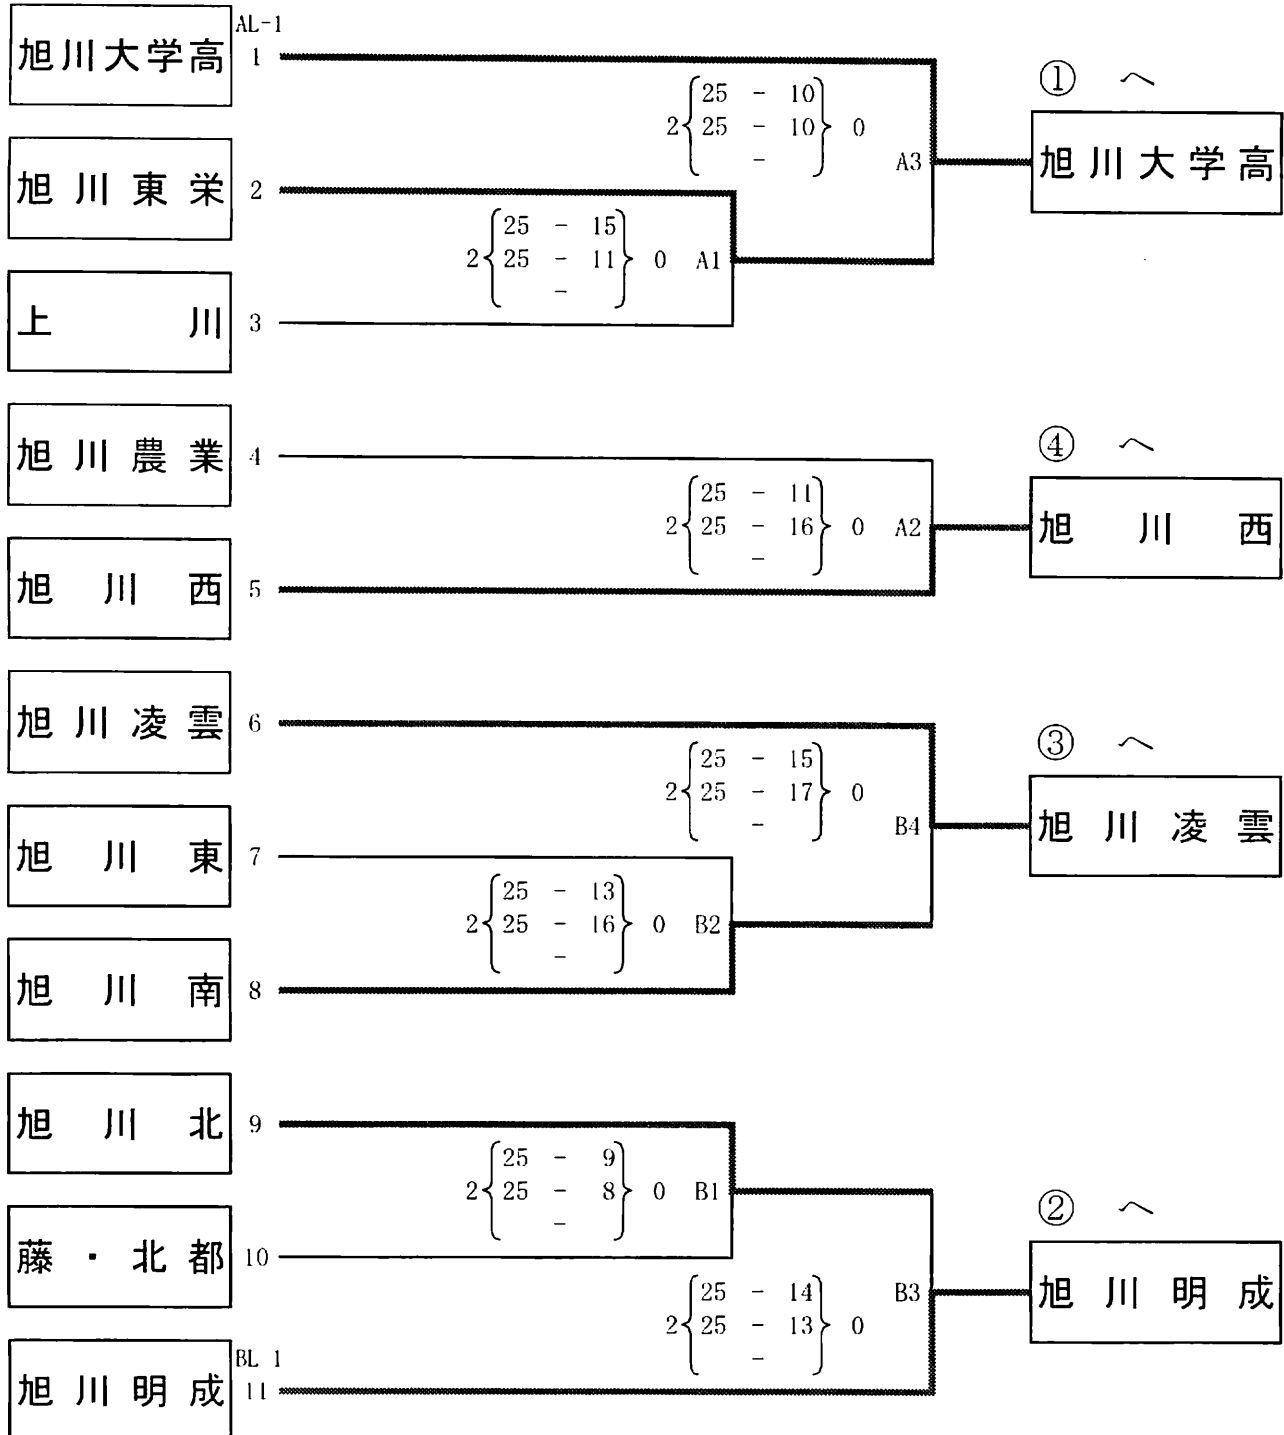 AL-1
旭川大学高 1
① へ
2{25 - 10
25 - 10
-}0 A3
旭川大学高
旭川東栄 2
2{25 - 15
25 - 11
-}0 A1
上川 3
旭川農業 4
④ へ
2{25 - 11
25 - 16
-}0 A2
旭川西
旭川西 5
旭川凌雲 6
③ へ
2{25 - 15
25 - 17
-}0 B4
旭川凌雲
旭川東 7
2{25 - 13
25 - 16
-}0 B2
旭川南 8
旭川北 9
2{25 - 9
25 - 8
-}0 B1
② へ
藤・北都 10
2{25 - 14
25 - 13
-}0 B3
旭川明成
BL 1
旭川明成 11